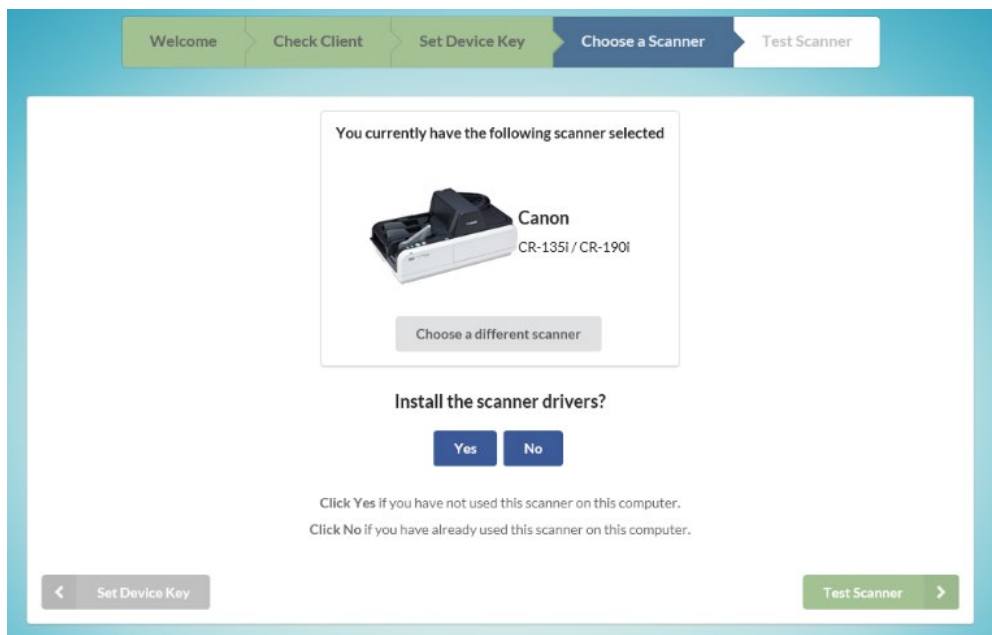 Welcome
Check Client
Set Device Key
Choose a Scanner
Test Scanner
You currently have the following scanner selected
Canon
CR-135i / CR-190i
Choose a different scanner
Install the scanner drivers?
Yes
No
Click Yes if you have not used this scanner on this computer.
Click No if you have already used this scanner on this computer.
Set Device Key
Test Scanner